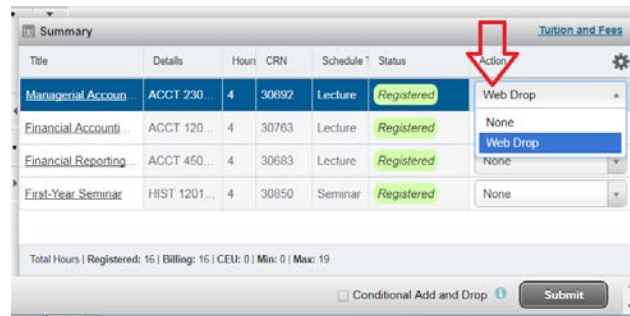 Summary Tuition and Fees
Title Details Hours CRN Schedule T Status Action
Managerial Accoun... ACCT 230... 4 30692 Lecture Registered Web Drop
None
Web Drop
Financial Accounti... ACCT 120... 4 30763 Lecture Registered
Financial Reporting... ACCT 450... 4 30683 Lecture Registered None
First-Year Seminar HIST 1201... 4 30850 Seminar Registered None
Total Hours | Registered: 16 | Billing: 16 | CEU: 0 | Min: 0 | Max: 19
Conditional Add and Drop Submit